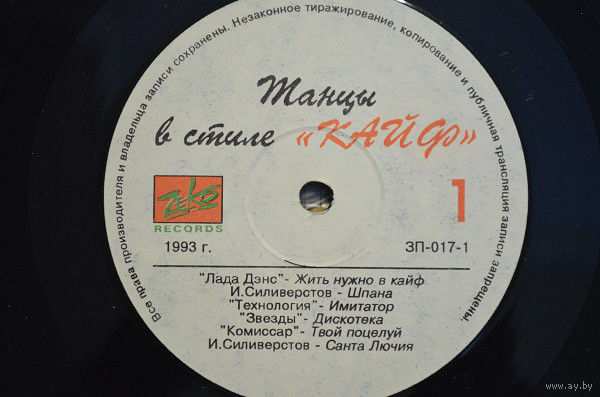 Все права производителя и владельца записи сохранены. Незаконное тиражирование, копирование и публичная трансляция записи запрещены.
Танцы
в стиле «КАЙФ»
ZEKO
RECORDS
1
1993 г.
ЗП-017-1
"Лада Дэнс"- Жить нужно в кайф
И.Силиверстов - Шпана
"Технология"- Имитатор
"Звезды"- Дискотека
"Комиссар"- Твой поцелуй
И.Силиверстов - Санта Лючия
www.ay.by